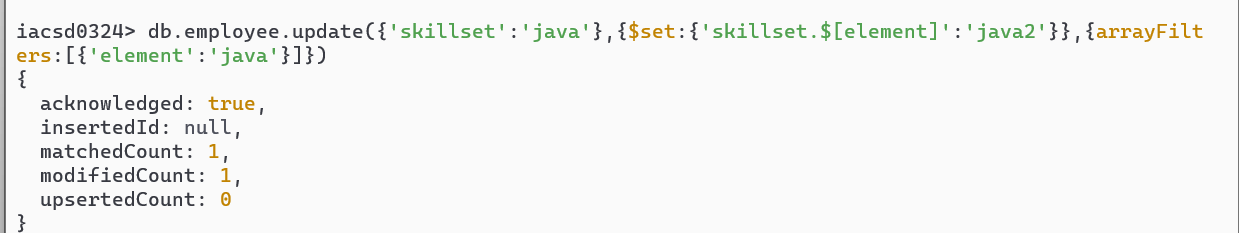 iacsd0324> db.employee.update({'skillset':'java'},{$set:{'skillset.$[element]':'java2'}},{arrayFilt
ers:[{'element':'java'}]})
{
  acknowledged: true,
  insertedId: null,
  matchedCount: 1,
  modifiedCount: 1,
  upsertedCount: 0
}